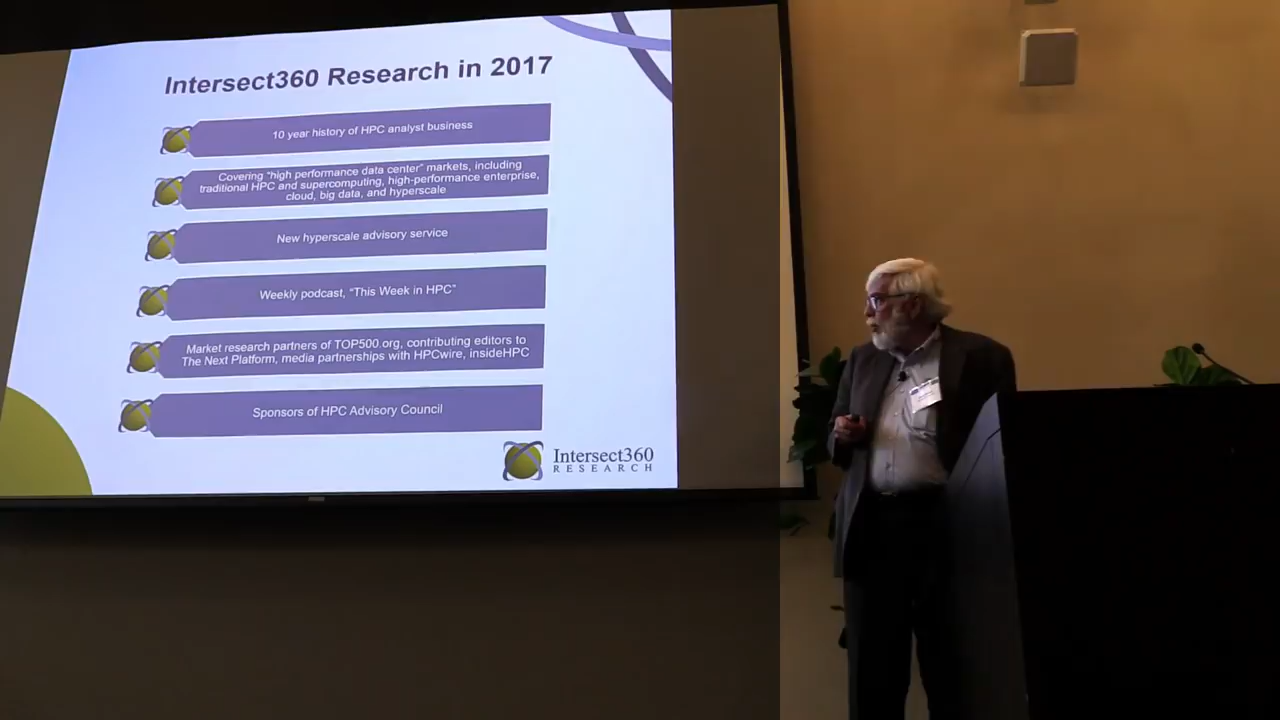 Intersect360 Research in 2017
10 year history of HPC analyst business
Covering "high performance data center" markets, including
traditional HPC and supercomputing, high-performance enterprise,
cloud, big data, and hyperscale
New hyperscale advisory service
Weekly podcast, "This Week in HPC"
Market research partners of TOP500.org, contributing editors to
The Next Platform, media partnerships with HPCwire, insideHPC
Sponsors of HPC Advisory Council
Intersect360
RESEARCH